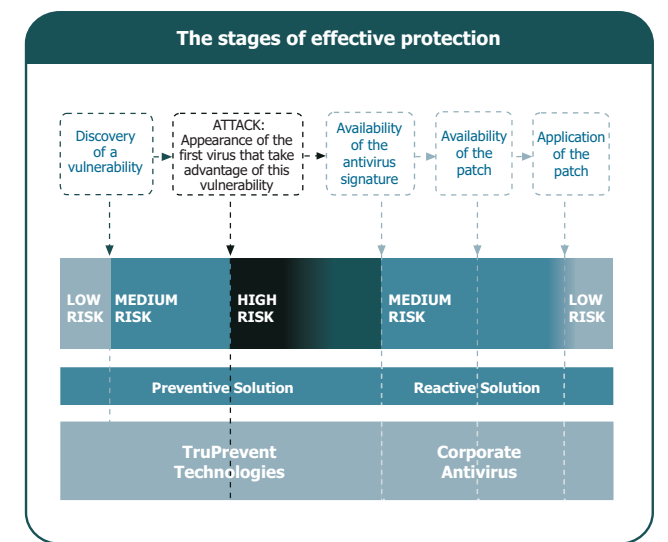 The stages of effective protection
Discovery
of a
vulnerability
ATTACK:
Appearance of the
first virus that take
advantage of this
vulnerability
Availability
of the
antivirus
signature
Availability
of the
patch
Application
of the
patch
LOW
RISK
MEDIUM
RISK
HIGH
RISK
MEDIUM
RISK
LOW
RISK
Preventive Solution
Reactive Solution
TruPrevent
Technologies
Corporate
Antivirus